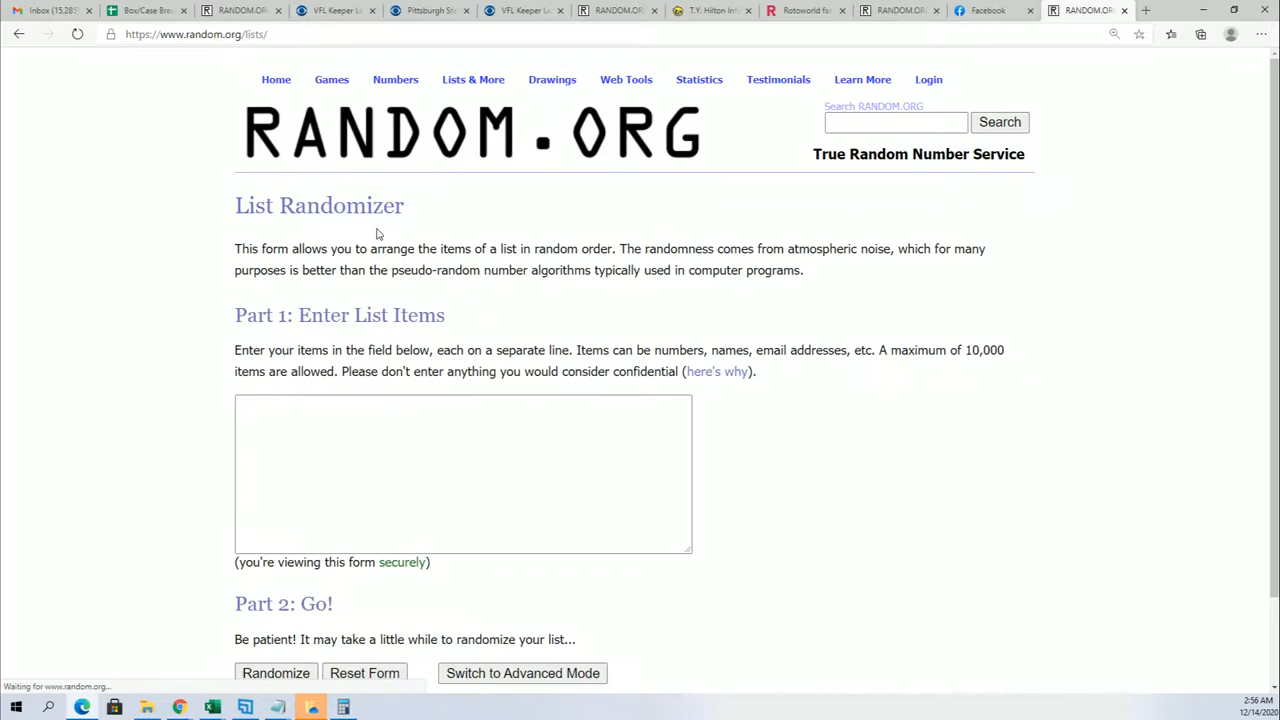 Inbox (15,285)
Box/Case Bre
RANDOM.OR
VFL Keeper Le
Pittsburgh Ste
VFL Keeper Le
RANDOM.OR
T.Y. Hilton Inf
Rotoworld fa
RANDOM.OR
Facebook
RANDOM.OR
https://www.random.org/lists/
Home Games Numbers Lists & More Drawings Web Tools Statistics Testimonials Learn More Login
RANDOM.ORG
Search RANDOM.ORG
Search
True Random Number Service
List Randomizer
This form allows you to arrange the items of a list in random order. The randomness comes from atmospheric noise, which for many
purposes is better than the pseudo-random number algorithms typically used in computer programs.
Part 1: Enter List Items
Enter your items in the field below, each on a separate line. Items can be numbers, names, email addresses, etc. A maximum of 10,000
items are allowed. Please don't enter anything you would consider confidential (here's why).
(you're viewing this form securely)
Part 2: Go!
Be patient! It may take a little while to randomize your list...
Randomize Reset Form Switch to Advanced Mode
Waiting for www.random.org...
2:56 AM
12/14/2020